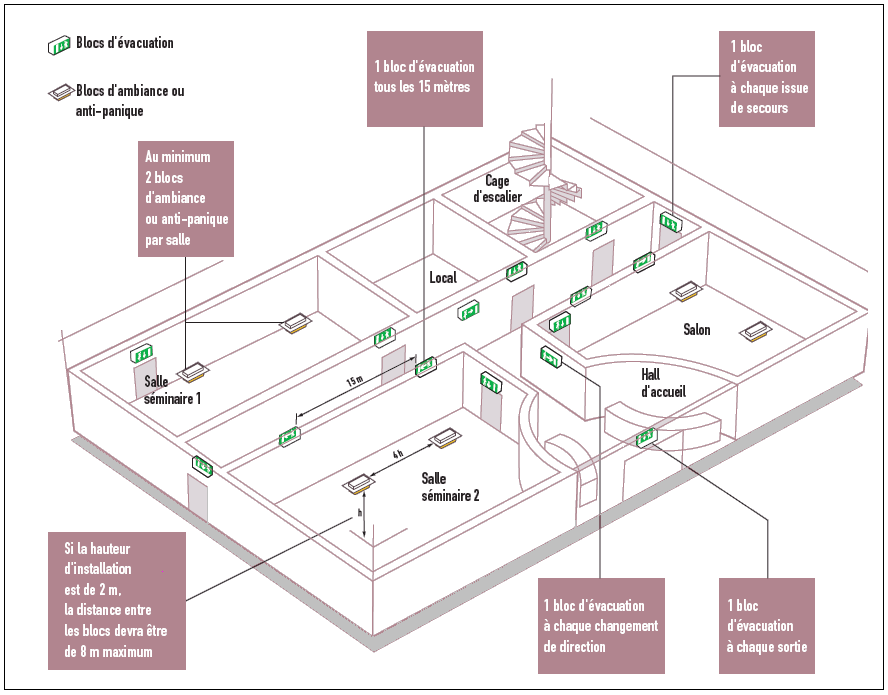 Blocs d'évacuation
Blocs d'ambiance ou
anti-panique
1 bloc d'évacuation
tous les 15 mètres
1 bloc
d'évacuation
à chaque issue
de secours
Au minimum
2 blocs
d'ambiance
ou anti-panique
par salle
Cage
d'escalier
Local
Salon
Hall
d'accueil
Salle
séminaire 1
15 m
4 h
h
Salle
séminaire 2
Si la hauteur
d'installation
est de 2 m,
la distance entre
les blocs devra être
de 8 m maximum
1 bloc d'évacuation
à chaque changement
de direction
1 bloc
d'évacuation
à chaque sortie